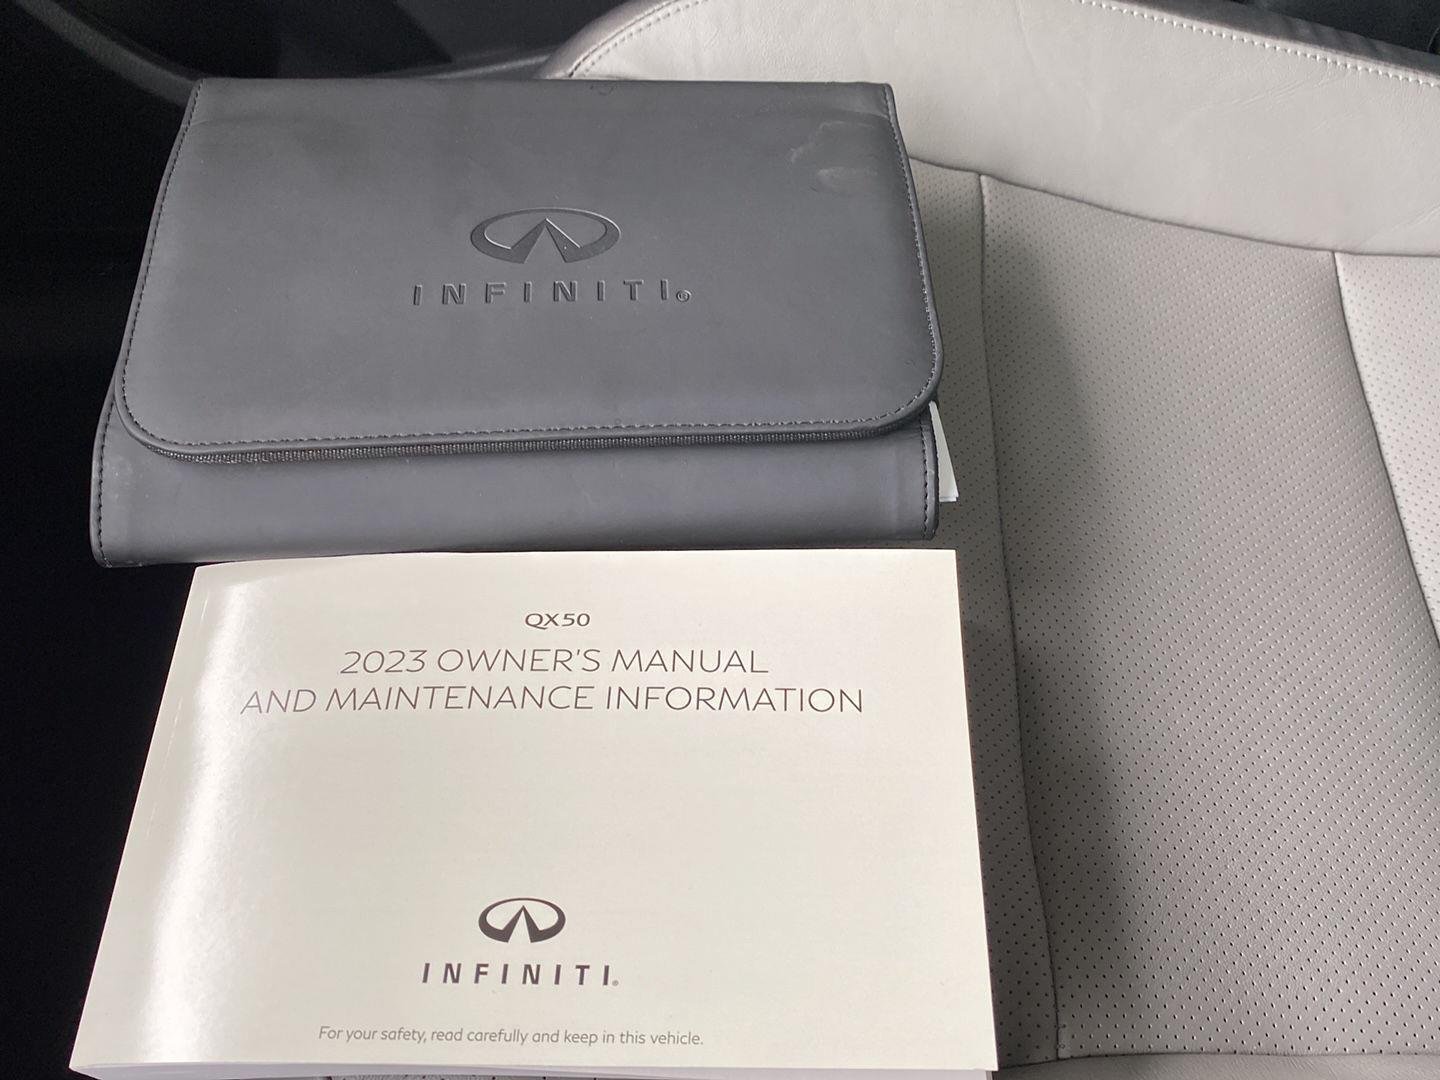 INFINITI®
QX50
2023 OWNER'S MANUAL
AND MAINTENANCE INFORMATION
INFINITI®
For your safety, read carefully and keep in this vehicle.